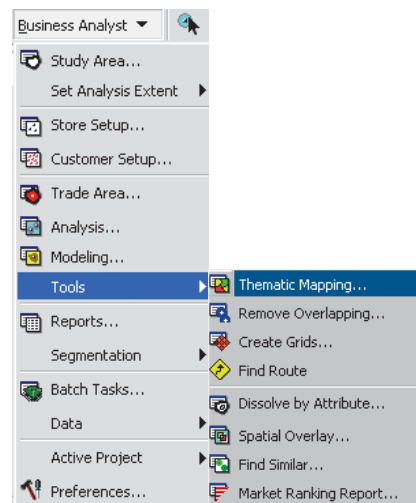 Business Analyst
Study Area...
Set Analysis Extent
Store Setup...
Customer Setup...
Trade Area...
Analysis...
Modeling...
Tools
Thematic Mapping...
Remove Overlapping...
Create Grids...
Find Route
Dissolve by Attribute...
Spatial Overlay...
Find Similar...
Market Ranking Report...
Reports...
Segmentation
Batch Tasks...
Data
Active Project
Preferences...